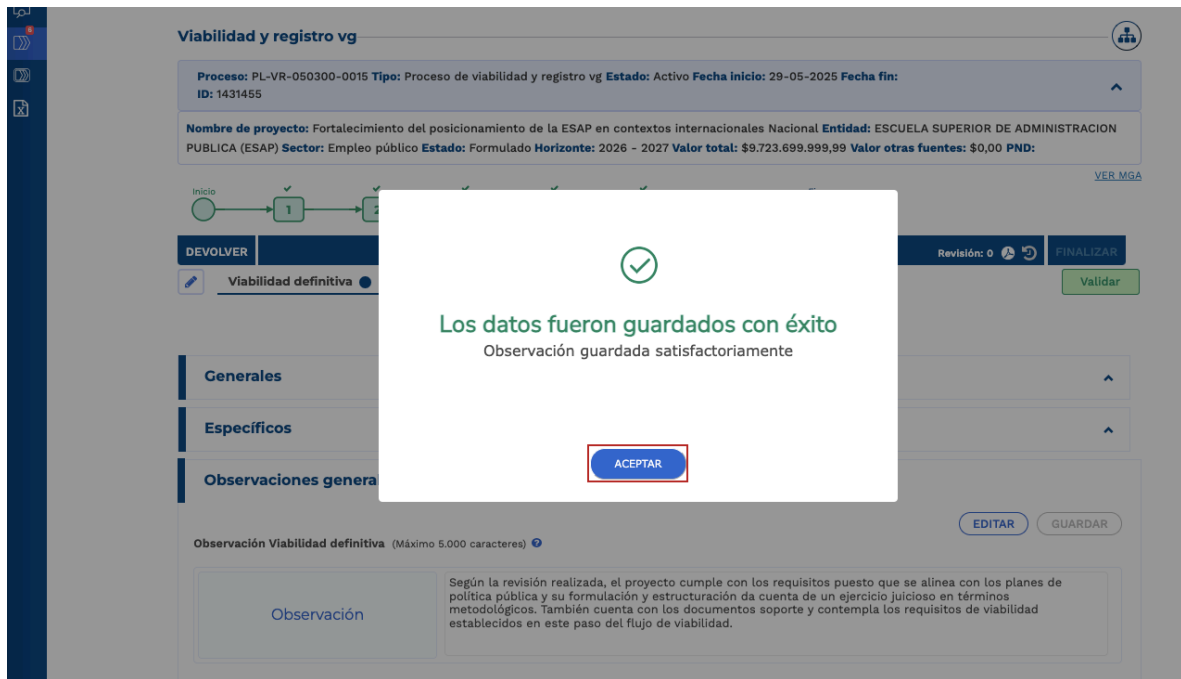 6
Viabilidad y registro vg
Proceso: PL-VR-050300-0015 Tipo: Proceso de viabilidad y registro vg Estado: Activo Fecha inicio: 29-05-2025 Fecha fin:
ID: 1431455
Nombre de proyecto: Fortalecimiento del posicionamiento de la ESAP en contextos internacionales Nacional Entidad: ESCUELA SUPERIOR DE ADMINISTRACION
PUBLICA (ESAP) Sector: Empleo público Estado: Formulado Horizonte: 2026 - 2027 Valor total: $9.723.699.999,99 Valor otras fuentes: $0,00 PND:
VER MGA
Inicio
1
2
DEVOLVER
Revisión: 0
FINALIZAR
Viabilidad definitiva
Validar
Los datos fueron guardados con éxito
Observación guardada satisfactoriamente
ACEPTAR
Generales
Específicos
Observaciones genera
EDITAR
GUARDAR
Observación Viabilidad definitiva (Máximo 5.000 caracteres)
Observación
Según la revisión realizada, el proyecto cumple con los requisitos puesto que se alinea con los planes de
política pública y su formulación y estructuración da cuenta de un ejercicio juicioso en términos
metodológicos. También cuenta con los documentos soporte y contempla los requisitos de viabilidad
establecidos en este paso del flujo de viabilidad.